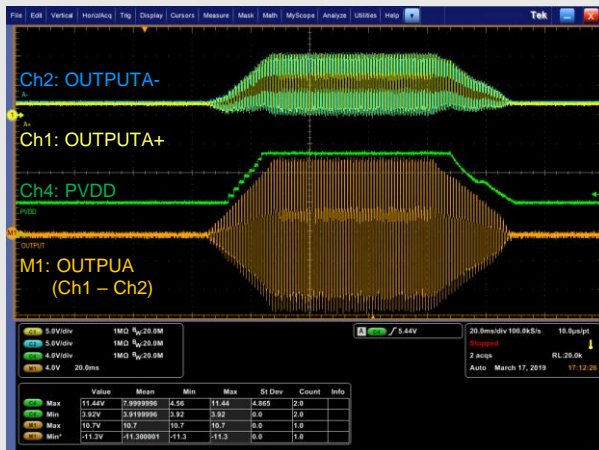 File Edit Vertical Horiz/Acq Trig Display Cursors Measure Mask Math MyScope Analyze Utilities Help Tek X
Ch2: OUTPUTA-
A-
1
A+
Ch1: OUTPUTA+
Ch4: PVDD
PVDD
M1
OUTPUT
M1: OUTPUA
(Ch1 – Ch2)
C1 5.0V/div 1MΩ BW:20.0M
C2 5.0V/div 1MΩ BW:20.0M
C4 4.0V/div 1MΩ BW:20.0M
M1 4.0V 20.0ms
A C4 5.44V
20.0ms/div 100.0kS/s 10.0µs/pt
Stopped
2 acqs RL:20.0k
Auto March 17, 2019 17:12:26
Value Mean Min Max St Dev Count Info
C4 Max 11.44V 7.9999996 4.56 11.44 4.865 2.0
C4 Min 3.92V 3.9199996 3.92 3.92 0.0 2.0
M1 Max 10.7V 10.7 10.7 10.7 0.0 1.0
M1 Min* -11.3V -11.300001 -11.3 -11.3 0.0 1.0